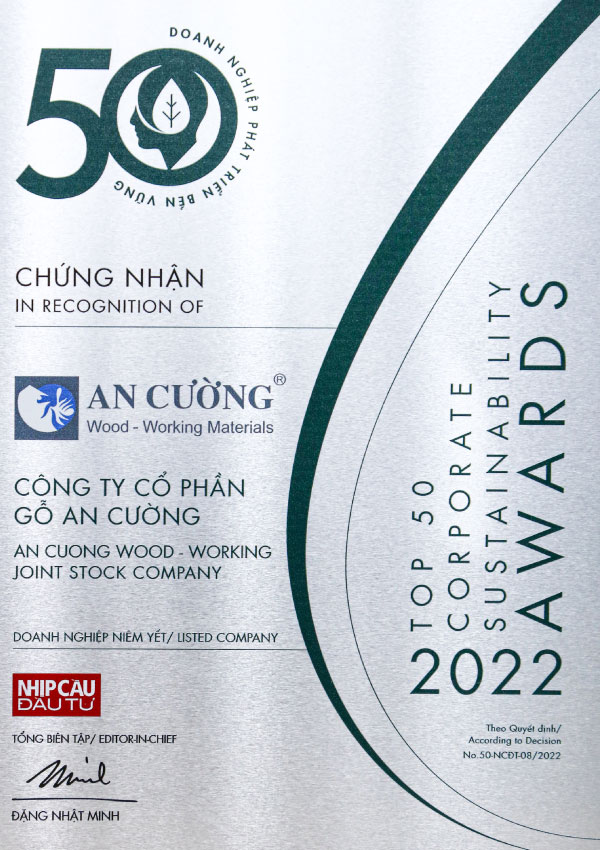 50
DOANH NGHIỆP PHÁT TRIỂN BỀN VỮNG
CHỨNG NHẬN
IN RECOGNITION OF
AN CƯỜNG®
Wood - Working Materials
CÔNG TY CỔ PHẦN
GỖ AN CƯỜNG
AN CUONG WOOD - WORKING
JOINT STOCK COMPANY
DOANH NGHIỆP NIÊM YẾT/ LISTED COMPANY
NHỊP CẦU
ĐẦU TƯ
TỔNG BIÊN TẬP/ EDITOR-IN-CHIEF
ĐẶNG NHẬT MINH
TOP 50
CORPORATE
SUSTAINABILITY
AWARDS
2022
Theo Quyết định/
According to Decision
No.50-NCĐT-08/2022